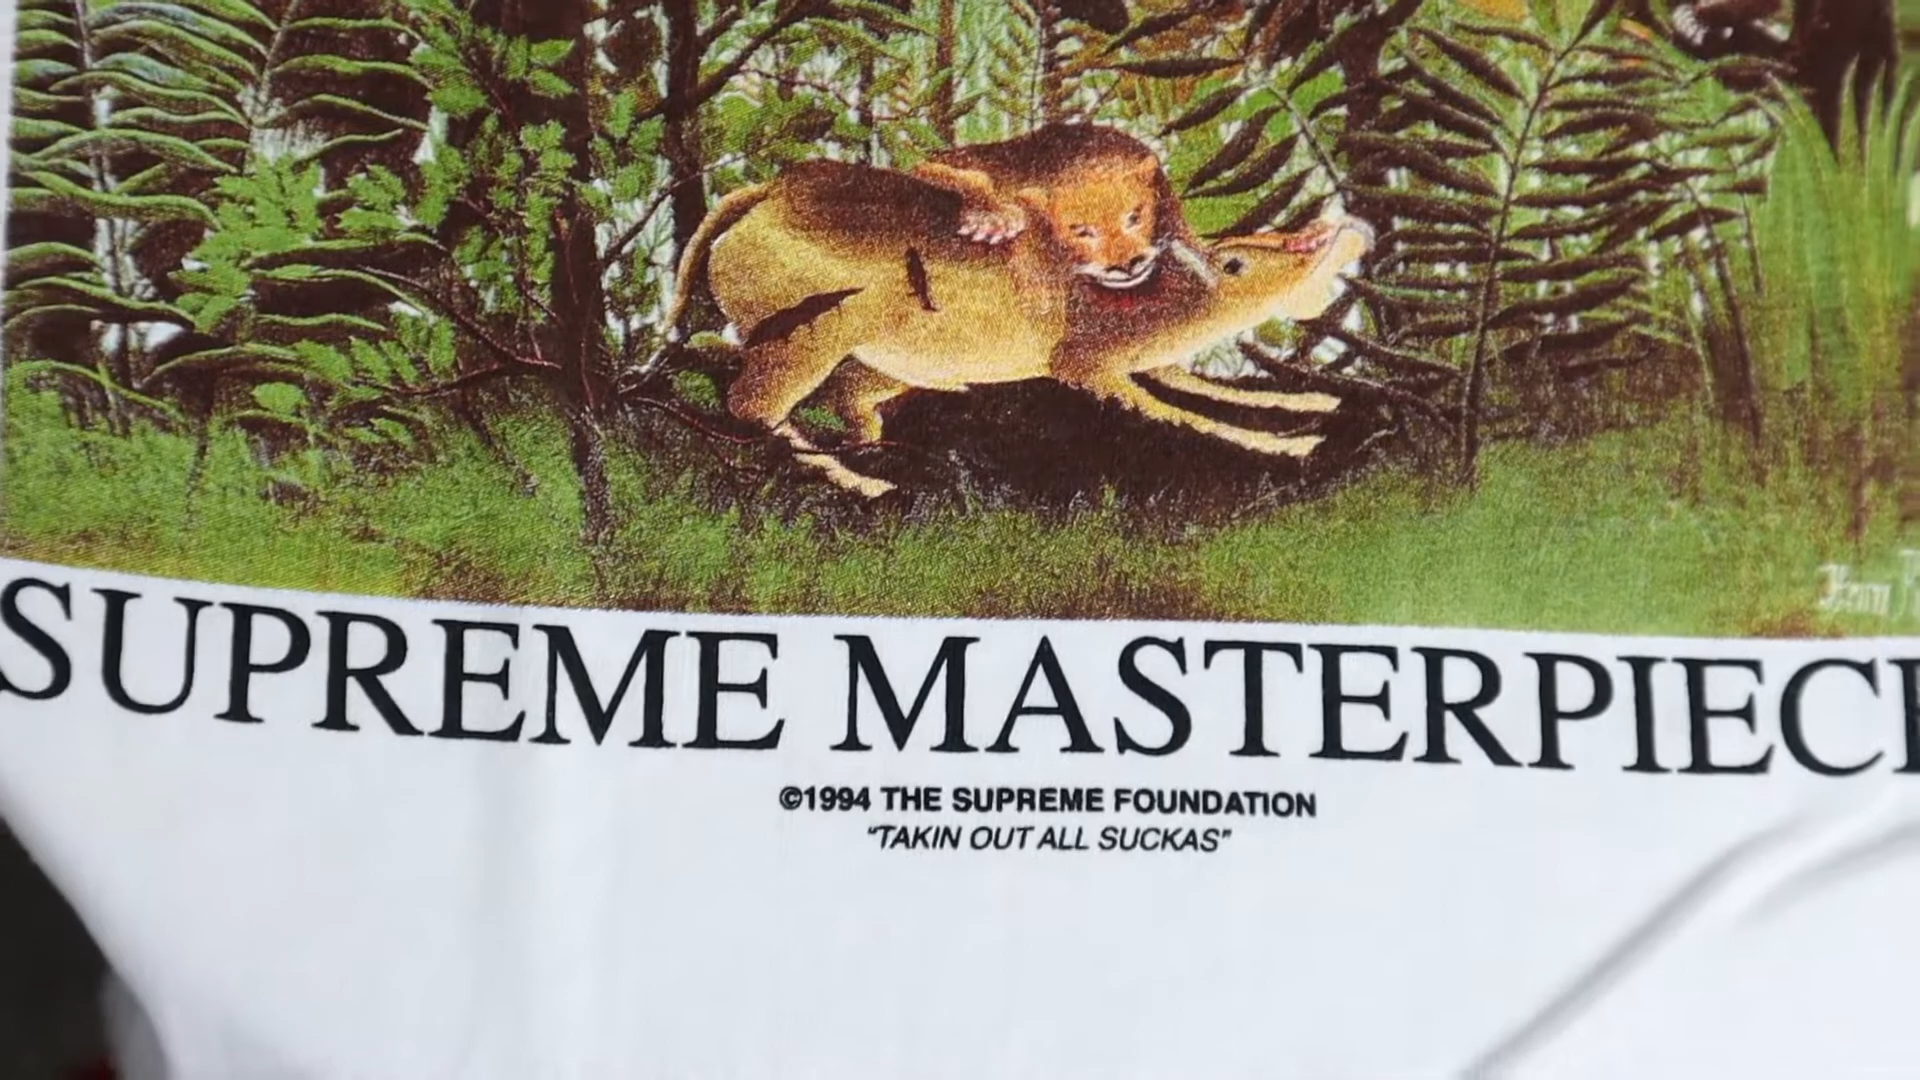 SUPREME MASTERPIEC
©1994 THE SUPREME FOUNDATION
"TAKIN OUT ALL SUCKAS"